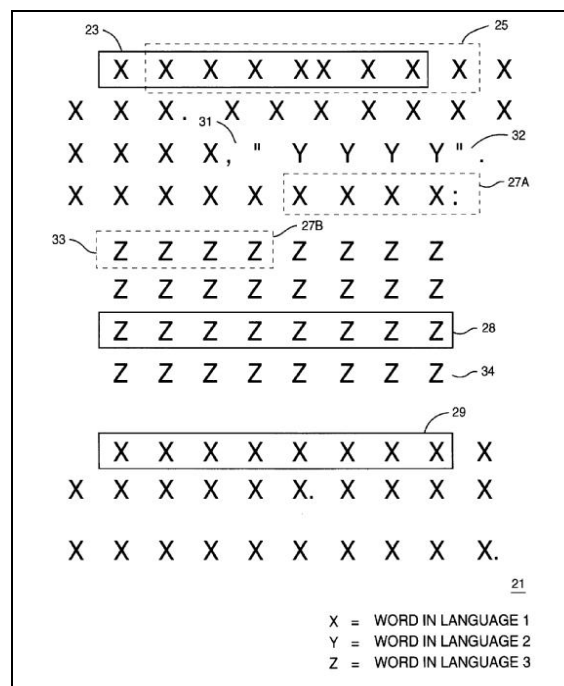 23 25
X X X X XX X X X X
X X X. X X X X X X X
31 32
X X X X, " Y Y Y Y".
27A
X X X X X X X X X:
27B
33 Z Z Z Z Z Z Z Z
Z Z Z Z Z Z Z Z
Z Z Z Z Z Z Z Z 28
Z Z Z Z Z Z Z Z 34
29
X X X X X X X X X
X X X X X X. X X X X
X X X X X X X X X X.
21
X = WORD IN LANGUAGE 1
Y = WORD IN LANGUAGE 2
Z = WORD IN LANGUAGE 3